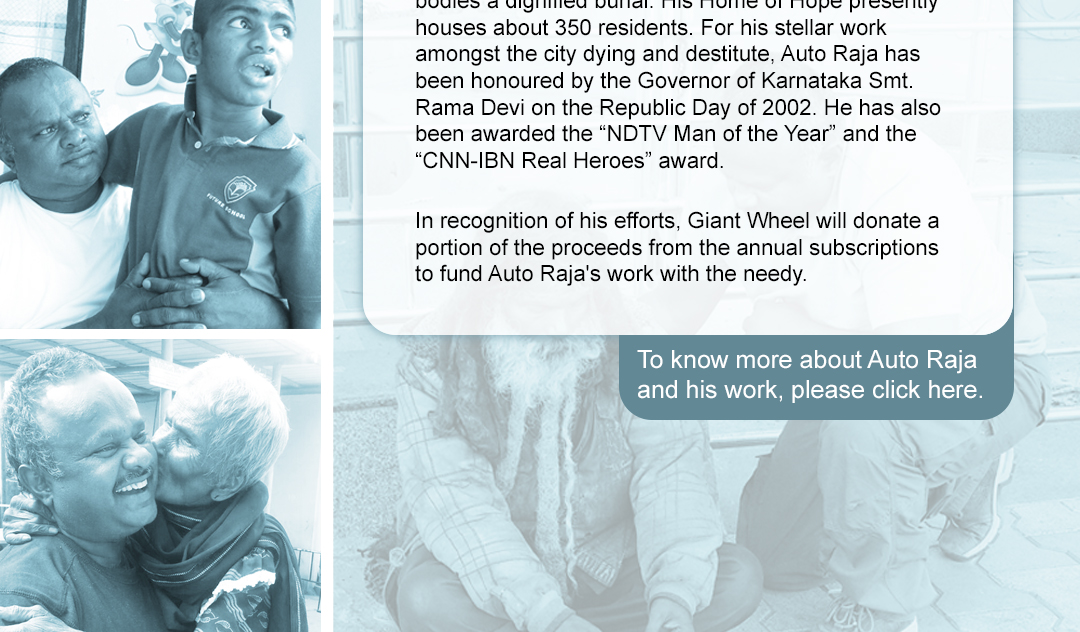 bodies a dignified burial. His Home of Hope presently
houses about 350 residents. For his stellar work
amongst the city dying and destitute, Auto Raja has
been honoured by the Governor of Karnataka Smt.
Rama Devi on the Republic Day of 2002. He has also
been awarded the “NDTV Man of the Year” and the
“CNN-IBN Real Heroes” award.
In recognition of his efforts, Giant Wheel will donate a
portion of the proceeds from the annual subscriptions
to fund Auto Raja's work with the needy.
To know more about Auto Raja
and his work, please click here.
FUTURE SCHOOL